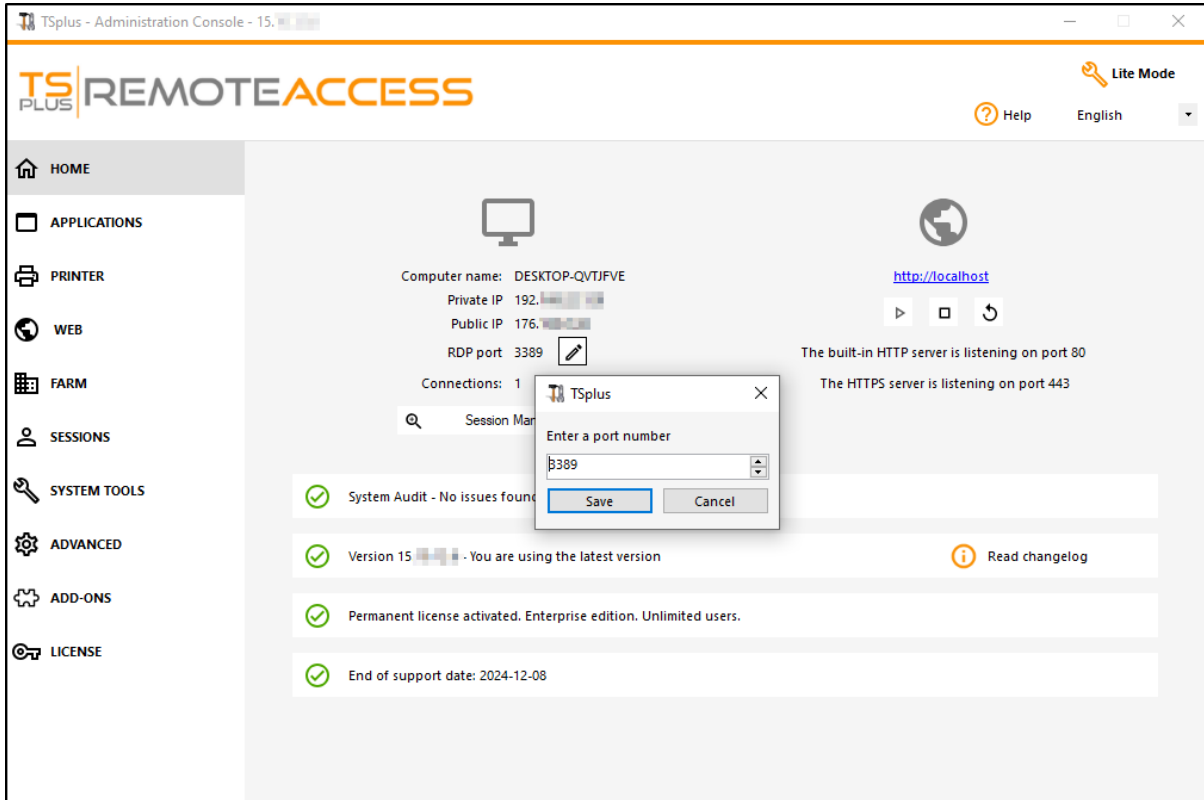 TSplus - Administration Console - 15.
TS PLUS REMOTEACCESS
Lite Mode
Help
English
HOME
APPLICATIONS
PRINTER
WEB
FARM
SESSIONS
SYSTEM TOOLS
ADVANCED
ADD-ONS
LICENSE
Computer name: DESKTOP-QVTJFVE
Private IP 192.
Public IP 176.
RDP port 3389
Connections: 1
Session Man
http://localhost
The built-in HTTP server is listening on port 80
The HTTPS server is listening on port 443
TSplus
Enter a port number
3389
Save
Cancel
System Audit - No issues found
Version 15 - You are using the latest version
Read changelog
Permanent license activated. Enterprise edition. Unlimited users.
End of support date: 2024-12-08